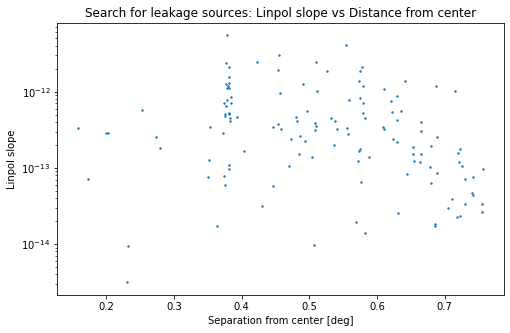 Search for leakage sources: Linpol slope vs Distance from center
Linpol slope
10⁻¹²
10⁻¹³
10⁻¹⁴
0.2 0.3 0.4 0.5 0.6 0.7
Separation from center [deg]